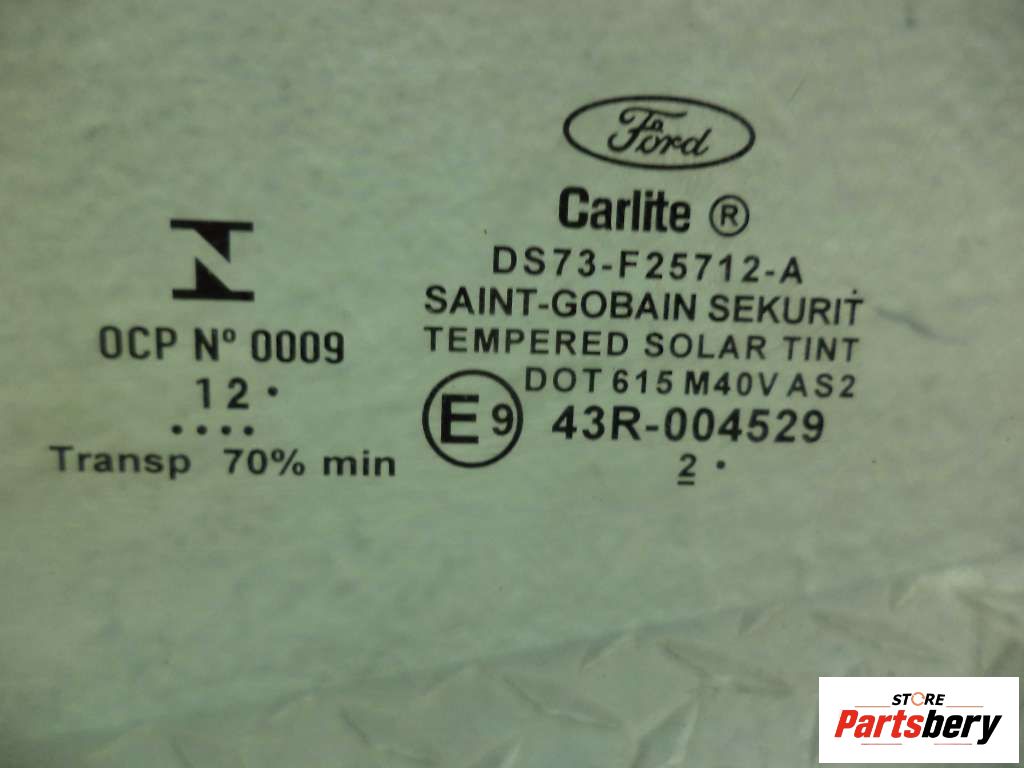 Ford
Carlite ®
DS73-F25712-A
SAINT-GOBAIN SEKURIT
TEMPERED SOLAR TINT
DOT 615 M40V AS2
E9 43R-004529
2 ·
OCP Nº 0009
12 ·
....
Transp 70% min
STORE
Partsbery